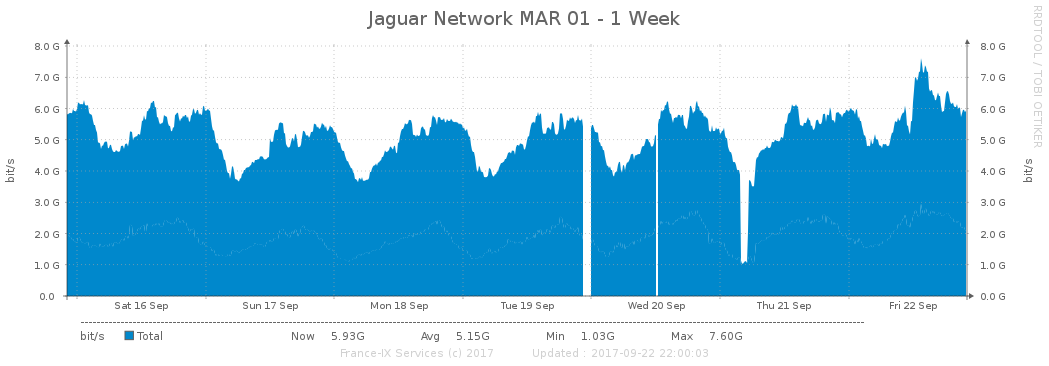 Jaguar Network MAR 01 - 1 Week
RRDTOOL / TOBI OETIKER
8.0 G 8.0 G
7.0 G 7.0 G
6.0 G 6.0 G
5.0 G 5.0 G
4.0 G 4.0 G
3.0 G 3.0 G
2.0 G 2.0 G
1.0 G 1.0 G
0.0 0.0 G
bit/s bit/s
Sat 16 Sep Sun 17 Sep Mon 18 Sep Tue 19 Sep Wed 20 Sep Thu 21 Sep Fri 22 Sep
bit/s Total Now 5.93G Avg 5.15G Min 1.03G Max 7.60G
France-IX Services (c) 2017 Updated : 2017-09-22 22:00:03